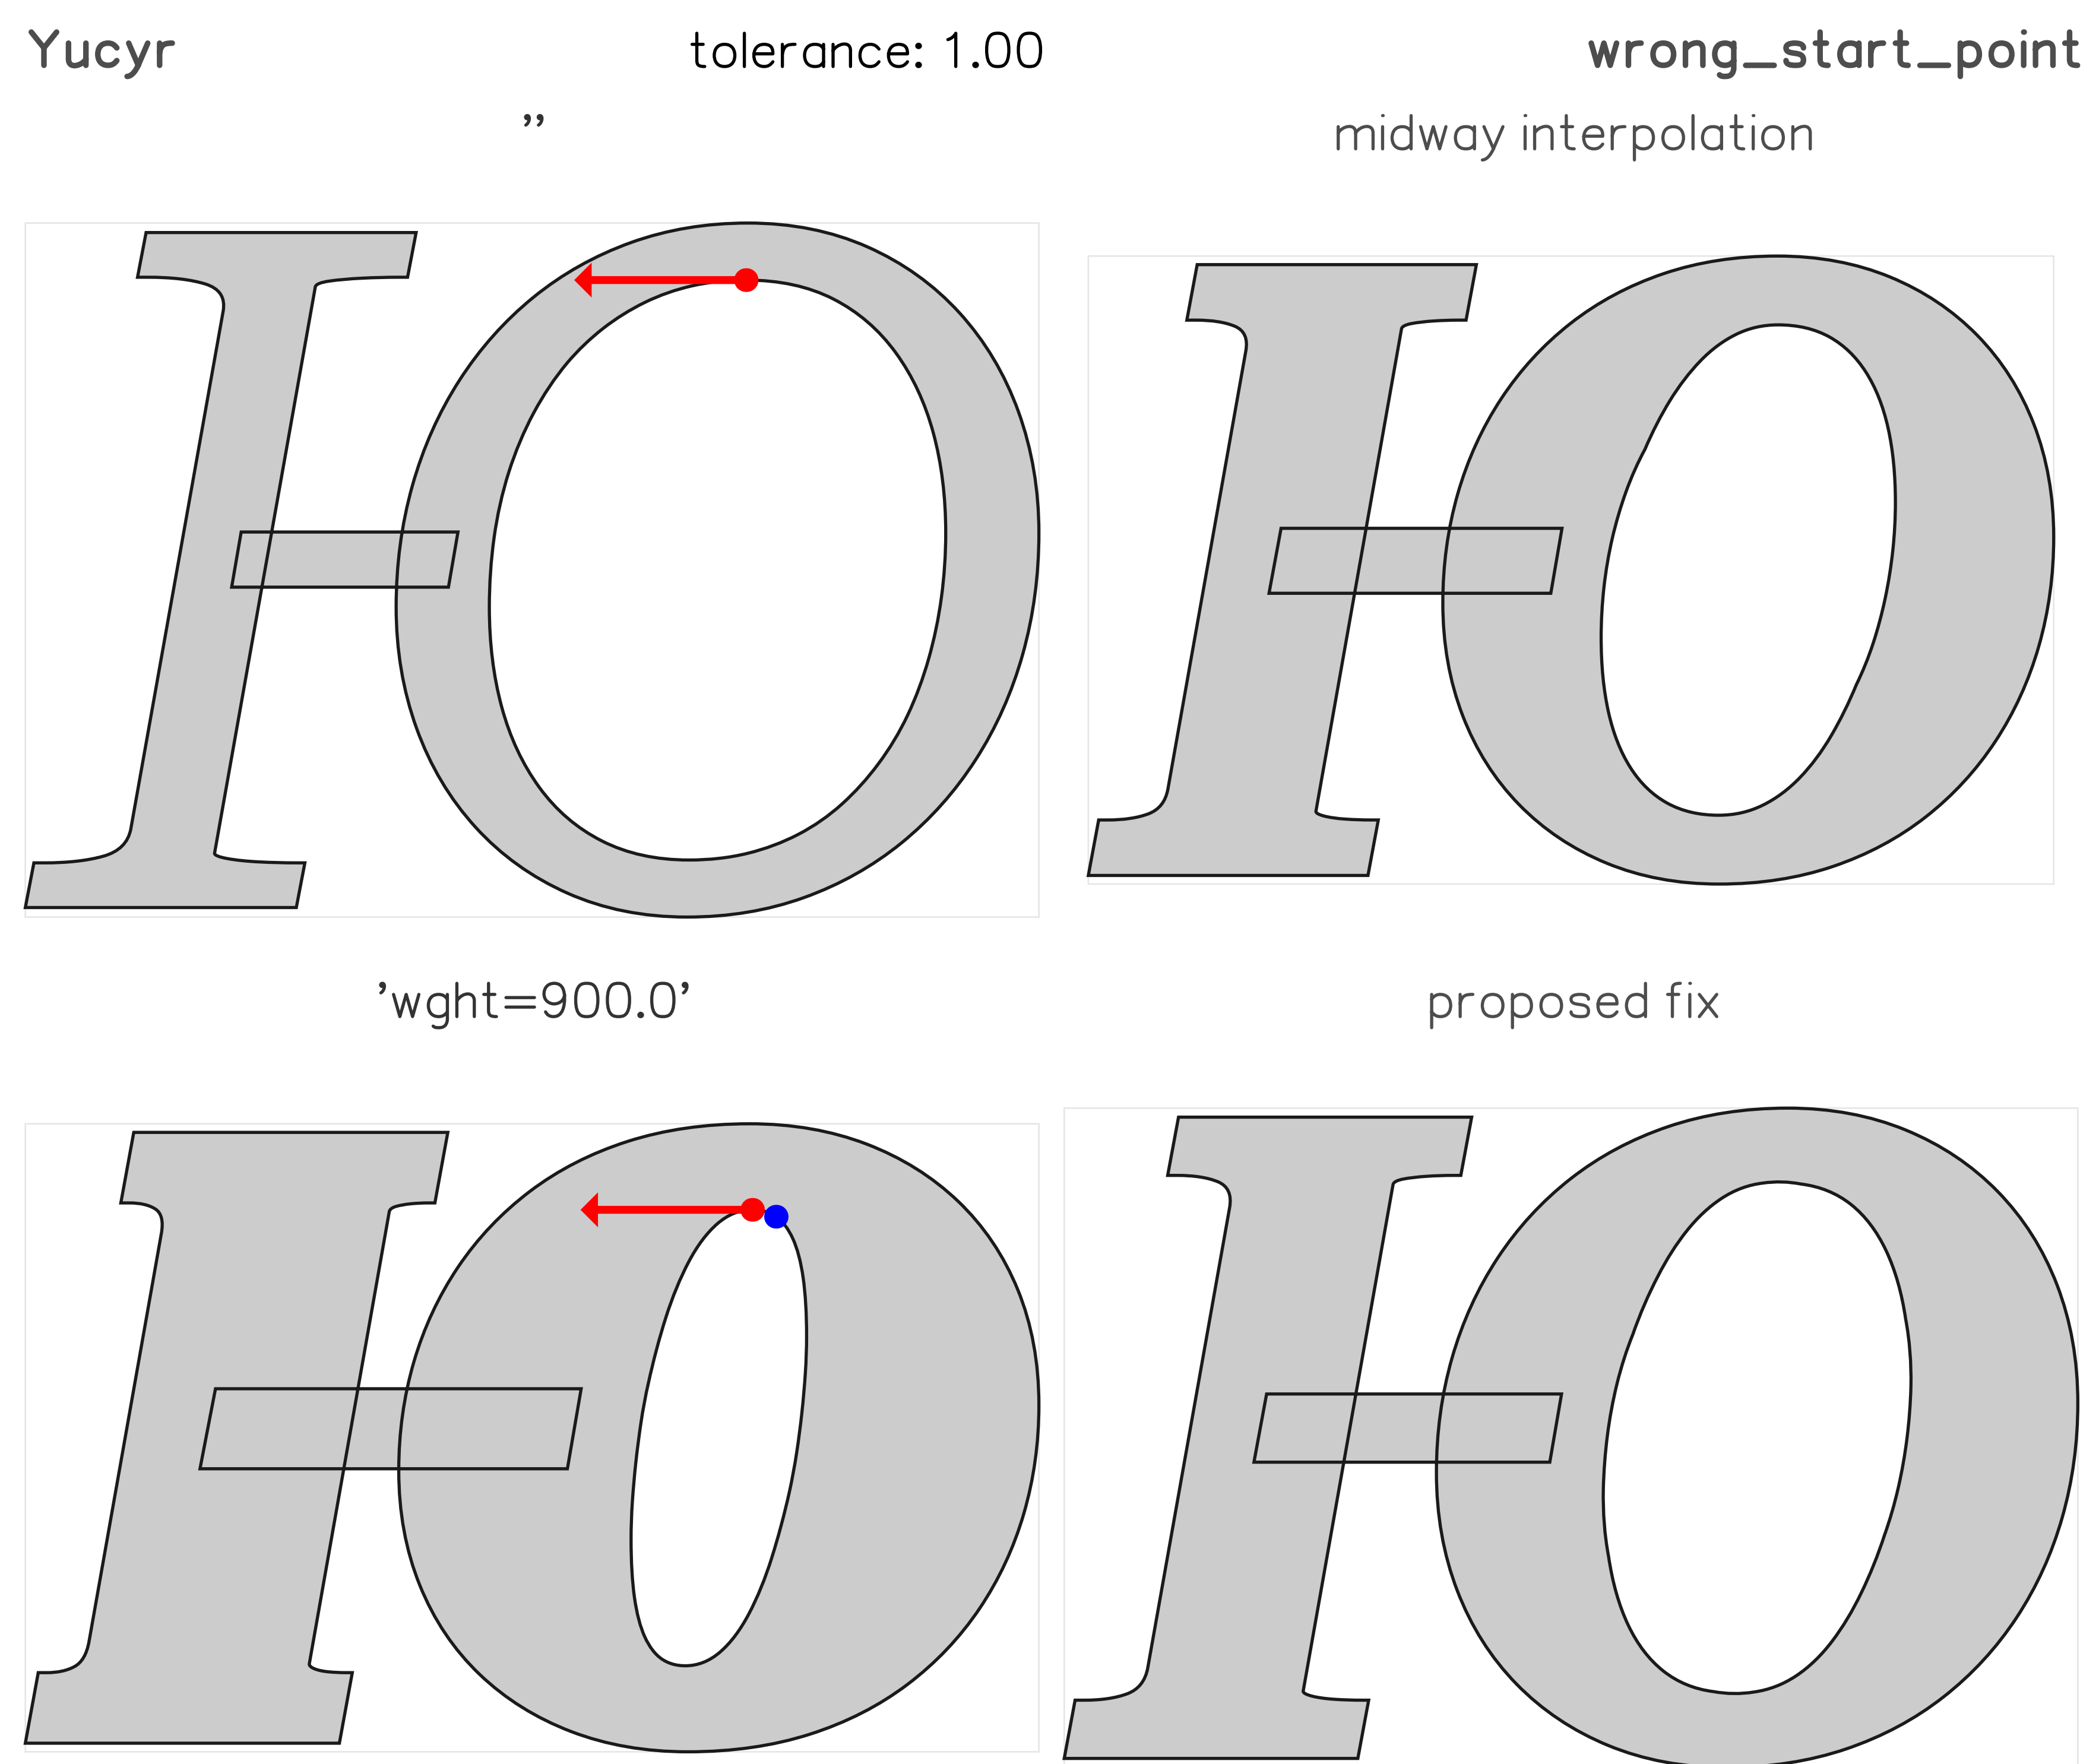 Yucyr tolerance: 1.00 wrong_start_point
’’ midway interpolation
Ю Ю
’wght=900.0’ proposed fix
Ю Ю